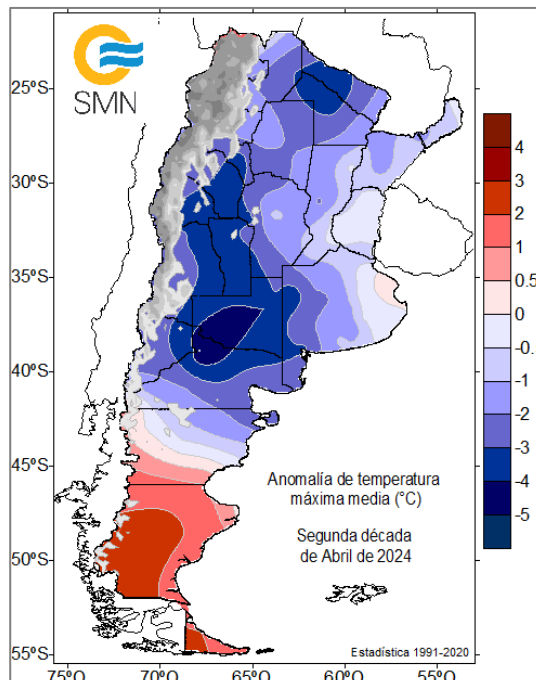 SMN
25°S
30°S
35°S
40°S
45°S
50°S
55°S
75°O
70°O
65°O
60°O
55°O
4
3
2
1
0.5
0
-0.
-1
-2
-3
-4
-5
Anomalía de temperatura
máxima media (°C)
Segunda década
de Abril de 2024
Estadística 1991-2020